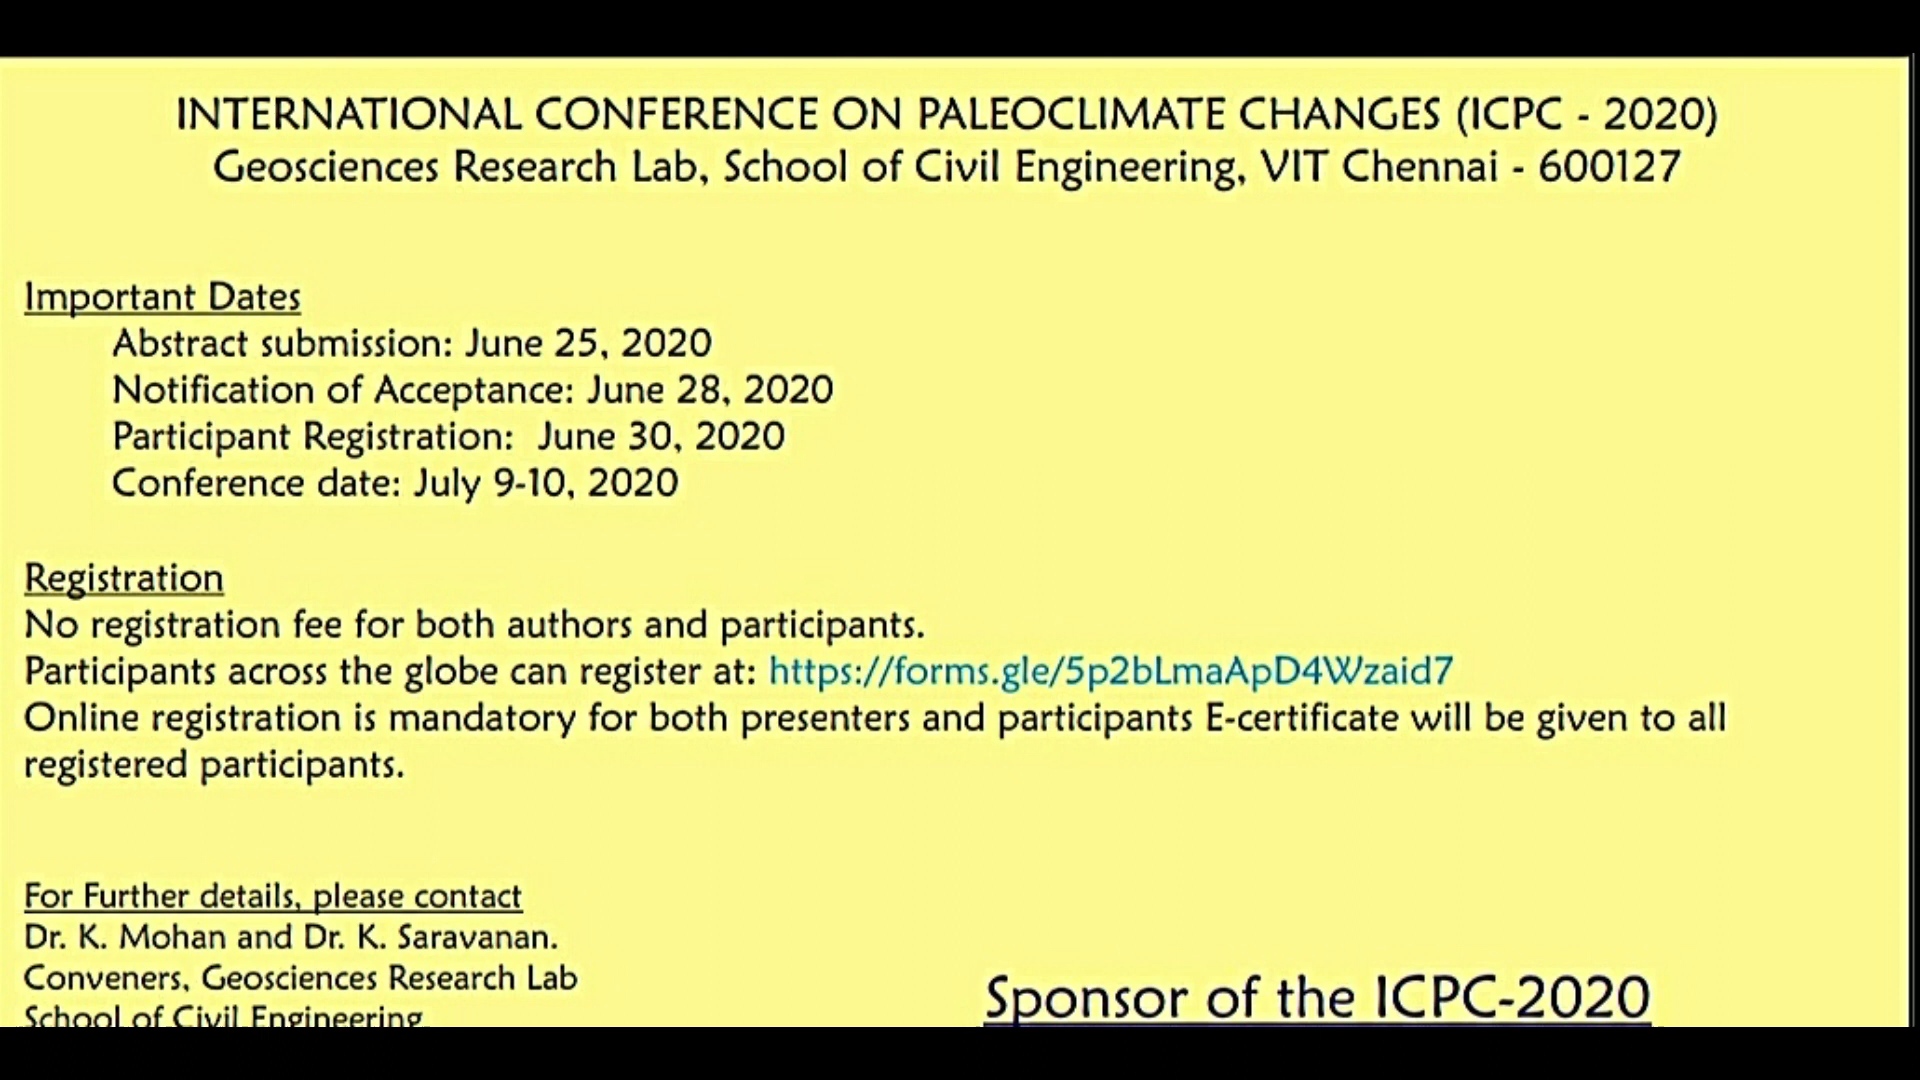 INTERNATIONAL CONFERENCE ON PALEOCLIMATE CHANGES (ICPC - 2020)
Geosciences Research Lab, School of Civil Engineering, VIT Chennai - 600127
Important Dates
Abstract submission: June 25, 2020
Notification of Acceptance: June 28, 2020
Participant Registration: June 30, 2020
Conference date: July 9-10, 2020
Registration
No registration fee for both authors and participants.
Participants across the globe can register at: https://forms.gle/5p2bLmaApD4Wzaid7
Online registration is mandatory for both presenters and participants E-certificate will be given to all
registered participants.
For Further details, please contact
Dr. K. Mohan and Dr. K. Saravanan.
Conveners, Geosciences Research Lab
School of Civil Engineering
Sponsor of the ICPC-2020